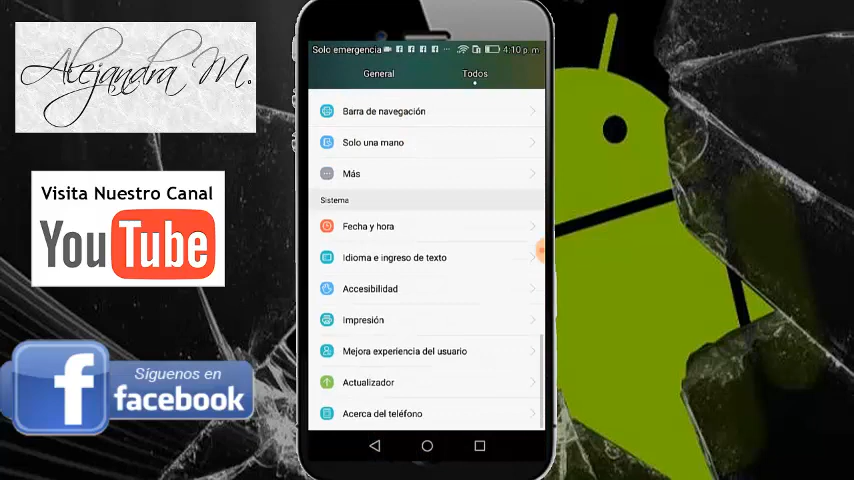 Alejandra M.
Visita Nuestro Canal
YouTube
Síguenos en
facebook
Solo emergencia
4:10 p.m
General
Todos
Barra de navegación
Solo una mano
Más
Sistema
Fecha y hora
Idioma e ingreso de texto
Accesibilidad
Impresión
Mejora experiencia del usuario
Actualizador
Acerca del teléfono